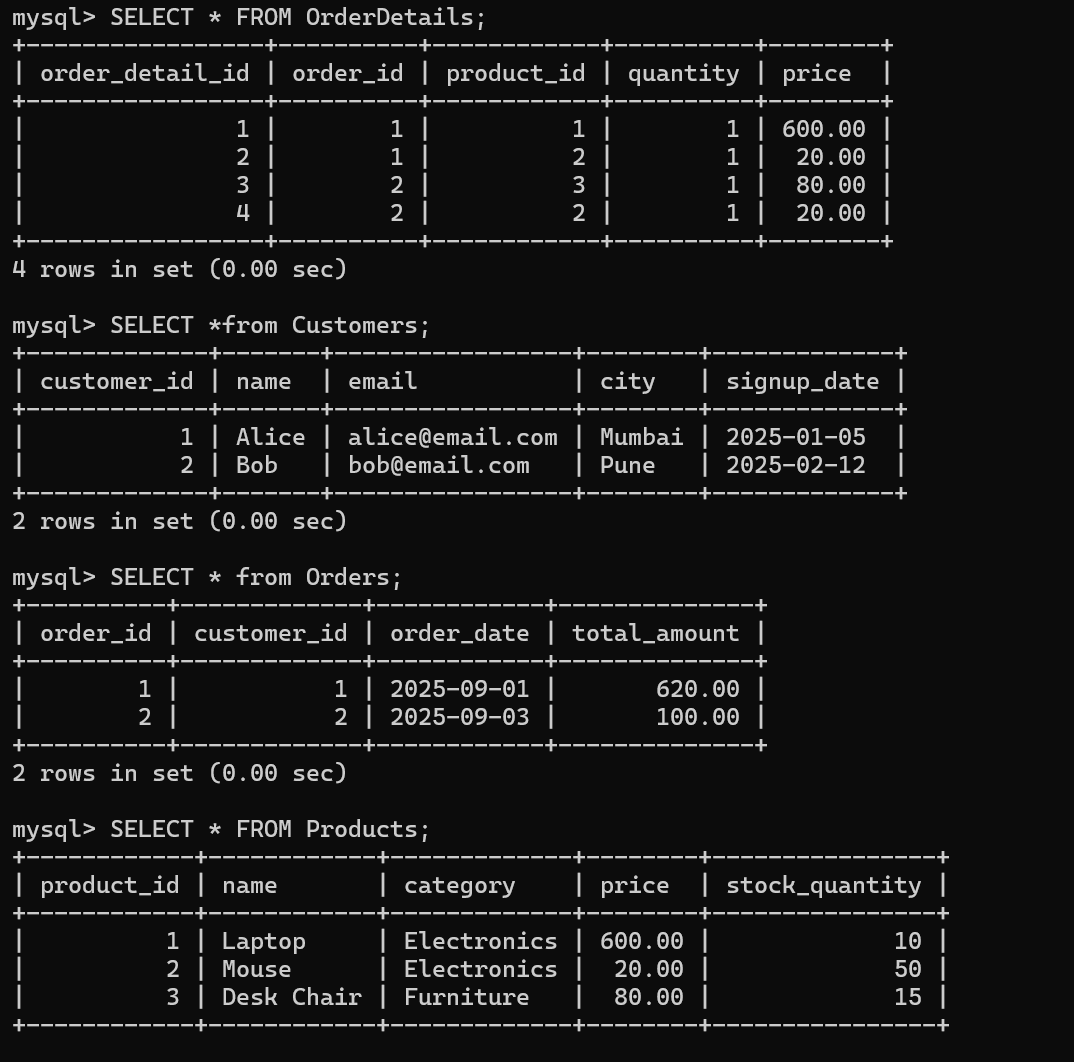 mysql> SELECT * FROM OrderDetails;
+-----------------+----------+------------+----------+--------+
| order_detail_id | order_id | product_id | quantity | price  |
+-----------------+----------+------------+----------+--------+
|               1 |        1 |          1 |        1 | 600.00 |
|               2 |        1 |          2 |        1 |  20.00 |
|               3 |        2 |          3 |        1 |  80.00 |
|               4 |        2 |          2 |        1 |  20.00 |
+-----------------+----------+------------+----------+--------+
4 rows in set (0.00 sec)

mysql> SELECT *from Customers;
+-------------+-------+-----------------+--------+-------------+
| customer_id | name  | email           | city   | signup_date |
+-------------+-------+-----------------+--------+-------------+
|           1 | Alice | alice@email.com | Mumbai | 2025-01-05  |
|           2 | Bob   | bob@email.com   | Pune   | 2025-02-12  |
+-------------+-------+-----------------+--------+-------------+
2 rows in set (0.00 sec)

mysql> SELECT * from Orders;
+----------+-------------+------------+--------------+
| order_id | customer_id | order_date | total_amount |
+----------+-------------+------------+--------------+
|        1 |           1 | 2025-09-01 |       620.00 |
|        2 |           2 | 2025-09-03 |       100.00 |
+----------+-------------+------------+--------------+
2 rows in set (0.00 sec)

mysql> SELECT * FROM Products;
+------------+------------+-------------+--------+----------------+
| product_id | name       | category    | price  | stock_quantity |
+------------+------------+-------------+--------+----------------+
|          1 | Laptop     | Electronics | 600.00 |             10 |
|          2 | Mouse      | Electronics |  20.00 |             50 |
|          3 | Desk Chair | Furniture   |  80.00 |             15 |
+------------+------------+-------------+--------+----------------+